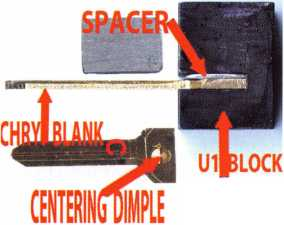 SPACER
CHRY BLANK
C
U1 BLOCK
CENTERING DIMPLE